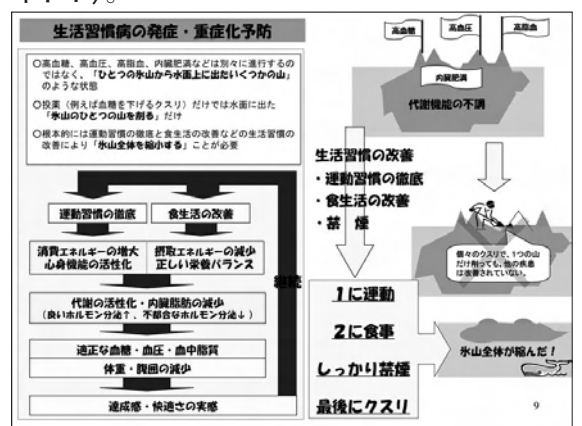 生活習慣病の発症・重症化予防
○高血糖、高血圧、高脂血、内臓肥満などは別々に進行するの
ではなく、「ひとつの氷山から水面上に出たいくつかの山」
のような状態
○投薬（例えば血糖を下げるクスリ）だけでは水面に出た
「氷山のひとつの山を削る」だけ
○根本的には運動習慣の徹底と食生活の改善などの生活習慣の
改善により「氷山全体を縮小する」ことが必要
運動習慣の徹底
食生活の改善
消費エネルギーの増大
心身機能の活性化
摂取エネルギーの減少
正しい栄養バランス
継続
代謝の活性化・内臓脂肪の減少
（良いホルモン分泌↑、不都合なホルモン分泌↓）
適正な血糖・血圧・血中脂質
体重・腹囲の減少
達成感・快適さの実感
高血糖
高血圧
高脂血
内臓肥満
代謝機能の不調
生活習慣の改善
・運動習慣の徹底
・食生活の改善
・禁　煙
個々のクスリで、1つの山
だけ削っても、他の疾患
は改善されていない。
1に運動
2に食事
しっかり禁煙
最後にクスリ
氷山全体が縮んだ！
9